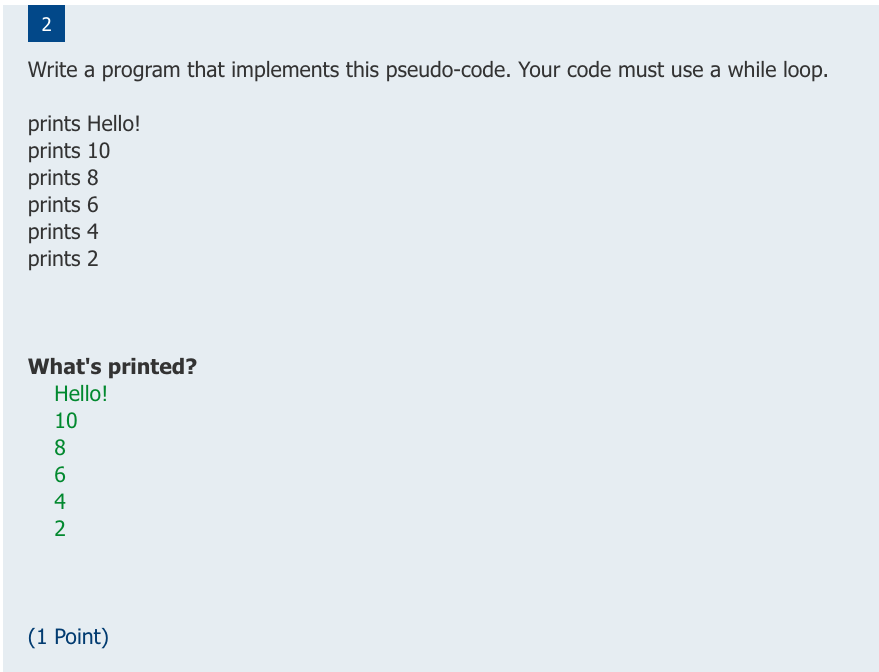 2
Write a program that implements this pseudo-code. Your code must use a while loop.
prints Hello!
prints 10
prints 8
prints 6
prints 4
prints 2
What's printed?
Hello!
10
8
6
4
2
(1 Point)